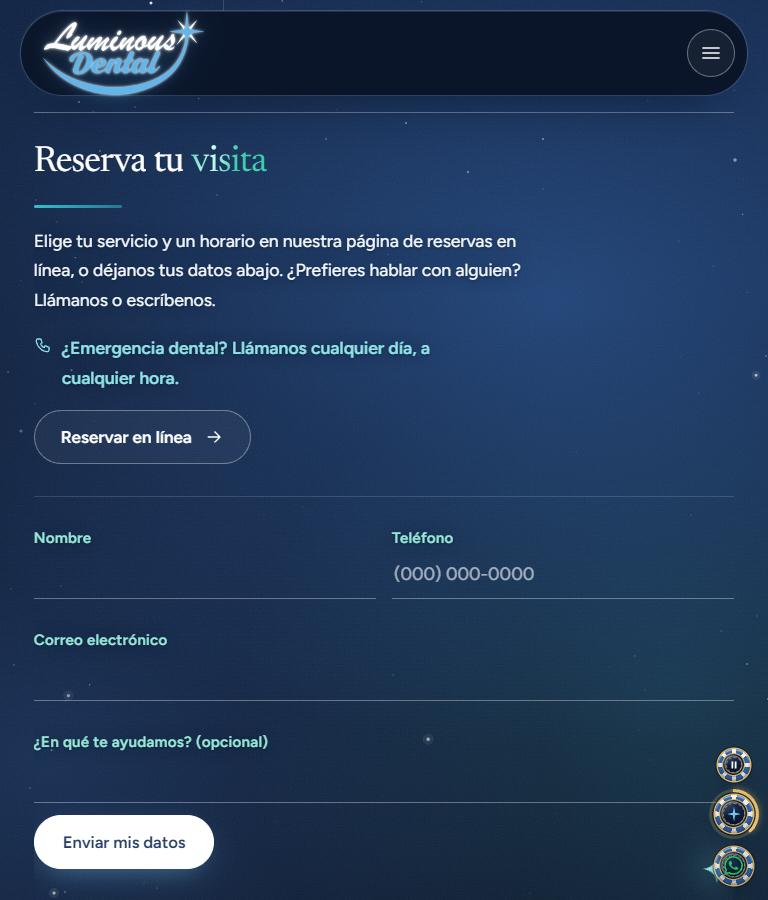 Luminous
Dental
Reserva tu visita
Elige tu servicio y un horario en nuestra página de reservas en
línea, o déjanos tus datos abajo. ¿Prefieres hablar con alguien?
Llámanos o escríbenos.
¿Emergencia dental? Llámanos cualquier día, a
cualquier hora.
Reservar en línea
Nombre
Teléfono
(000) 000-0000
Correo electrónico
¿En qué te ayudamos? (opcional)
Enviar mis datos